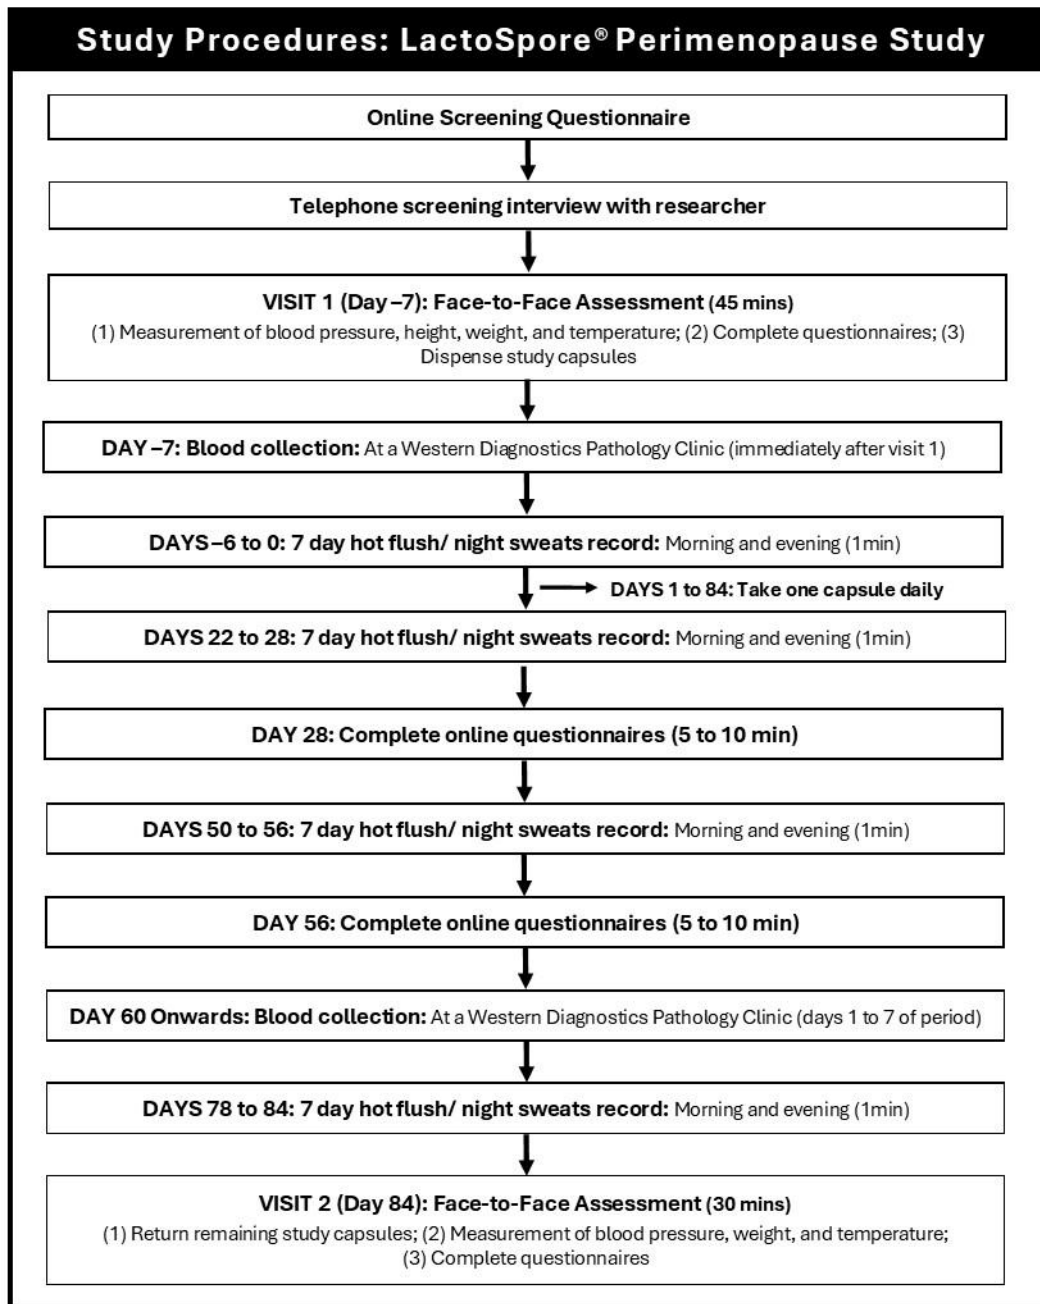 Study Procedures: LactoSpore® Perimenopause Study
Online Screening Questionnaire
Telephone screening interview with researcher
VISIT 1 (Day –7): Face-to-Face Assessment (45 mins)
(1) Measurement of blood pressure, height, weight, and temperature; (2) Complete questionnaires; (3)
Dispense study capsules
DAY –7: Blood collection: At a Western Diagnostics Pathology Clinic (immediately after visit 1)
DAYS –6 to 0: 7 day hot flush/ night sweats record: Morning and evening (1min)
DAYS 1 to 84: Take one capsule daily
DAYS 22 to 28: 7 day hot flush/ night sweats record: Morning and evening (1min)
DAY 28: Complete online questionnaires (5 to 10 min)
DAYS 50 to 56: 7 day hot flush/ night sweats record: Morning and evening (1min)
DAY 56: Complete online questionnaires (5 to 10 min)
DAY 60 Onwards: Blood collection: At a Western Diagnostics Pathology Clinic (days 1 to 7 of period)
DAYS 78 to 84: 7 day hot flush/ night sweats record: Morning and evening (1min)
VISIT 2 (Day 84): Face-to-Face Assessment (30 mins)
(1) Return remaining study capsules; (2) Measurement of blood pressure, weight, and temperature;
(3) Complete questionnaires